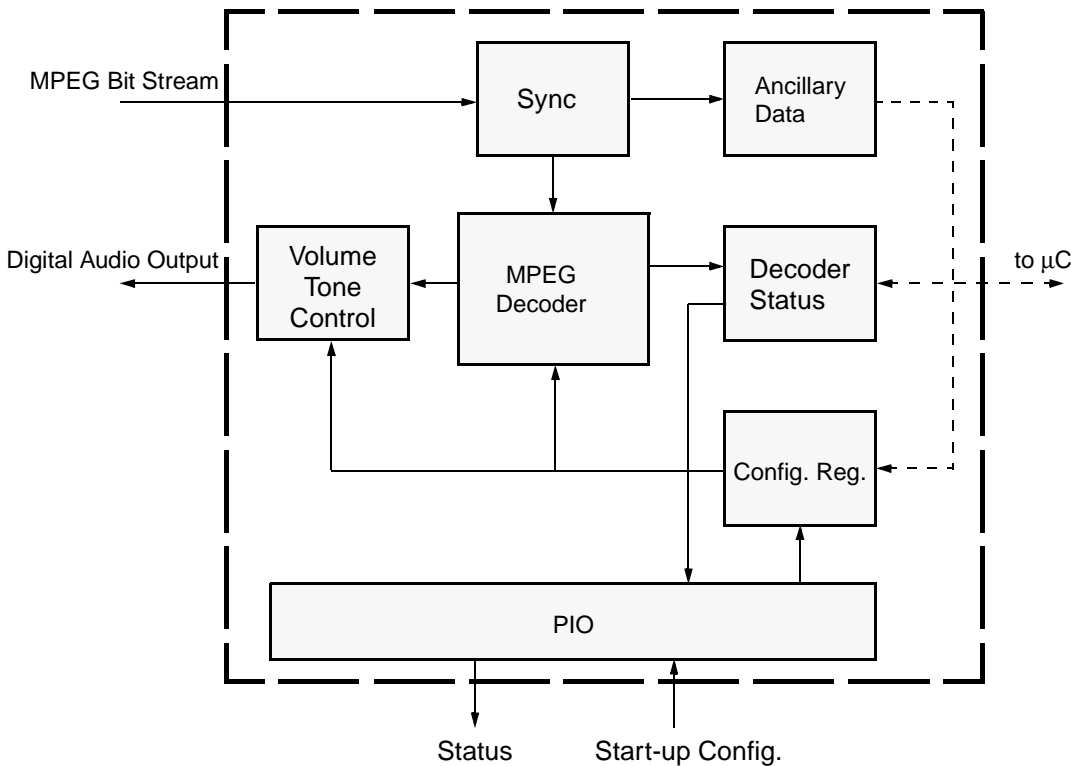 MPEG Bit Stream
Sync
Ancillary
Data
Digital Audio Output
Volume
Tone
Control
MPEG
Decoder
Decoder
Status
to μC
Config. Reg.
PIO
Status
Start-up Config.